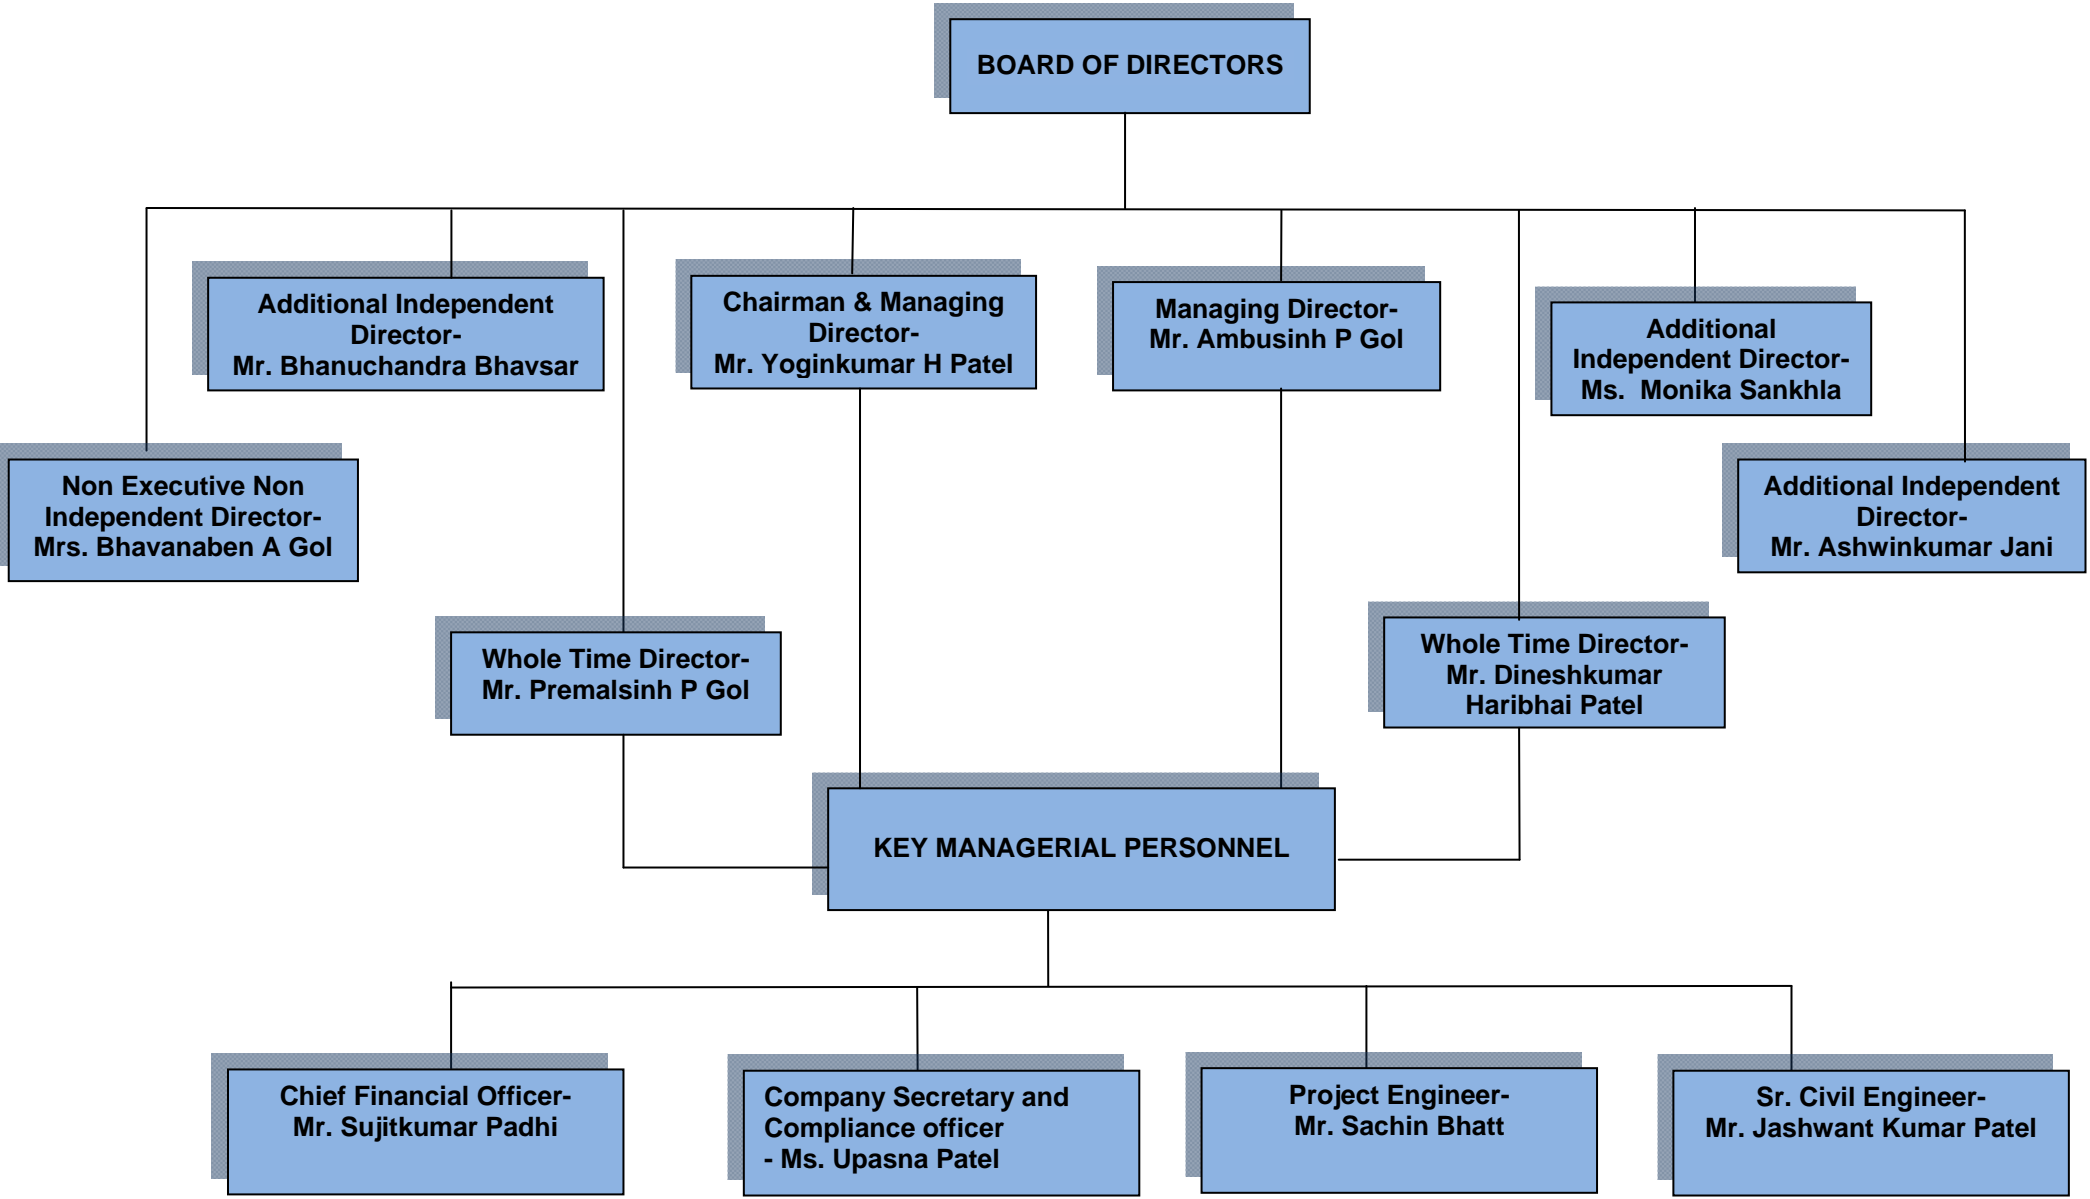 BOARD OF DIRECTORS
Additional Independent
Director-
Mr. Bhanuchandra Bhavsar
Chairman & Managing
Director-
Mr. Yoginkumar H Patel
Managing Director-
Mr. Ambusinh P Gol
Additional
Independent Director-
Ms. Monika Sankhla
Non Executive Non
Independent Director-
Mrs. Bhavanaben A Gol
Additional Independent
Director-
Mr. Ashwinkumar Jani
Whole Time Director-
Mr. Premalsinh P Gol
Whole Time Director-
Mr. Dineshkumar
Haribhai Patel
KEY MANAGERIAL PERSONNEL
Chief Financial Officer-
Mr. Sujitkumar Padhi
Company Secretary and
Compliance officer
- Ms. Upasna Patel
Project Engineer-
Mr. Sachin Bhatt
Sr. Civil Engineer-
Mr. Jashwant Kumar Patel